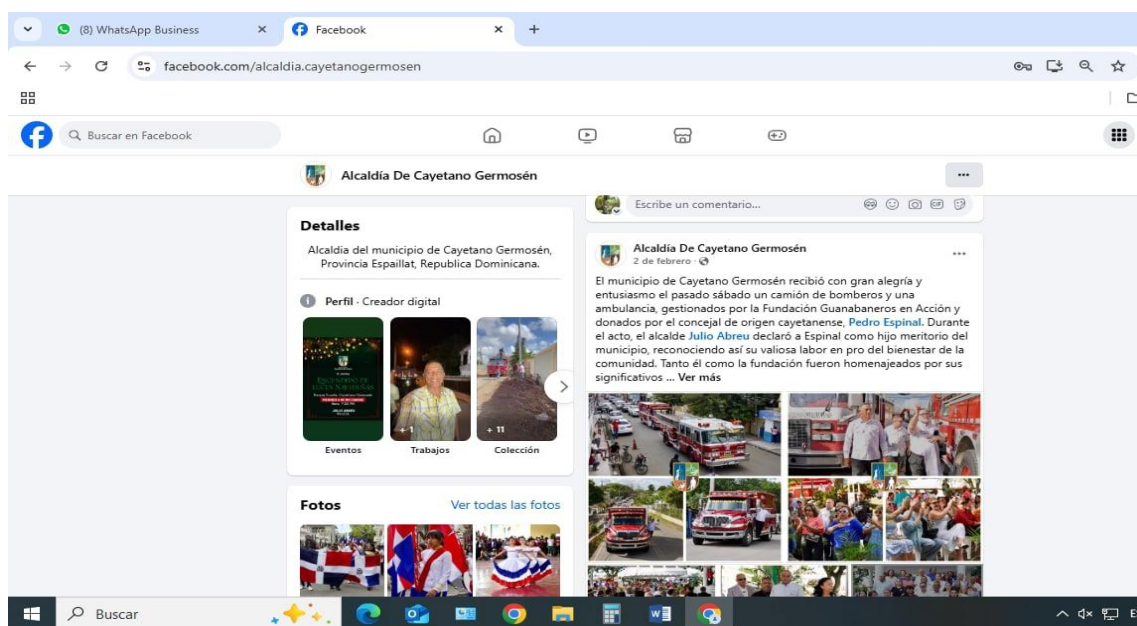 (8) WhatsApp Business
Facebook
facebook.com/alcaldia.cayetanogermosen
Buscar en Facebook
Alcaldía De Cayetano Germosén
Detalles
Alcaldia del municipio de Cayetano Germosén,
Provincia Espaillat, Republica Dominicana.
Perfil · Creador digital
+ 1
+ 11
Eventos
Trabajos
Colección
Fotos
Ver todas las fotos
Escribe un comentario...
GIF
Alcaldía De Cayetano Germosén
2 de febrero ·
El municipio de Cayetano Germosén recibió con gran alegría y
entusiasmo el pasado sábado un camión de bomberos y una
ambulancia, gestionados por la Fundación Guanabaneros en Acción y
donados por el concejal de origen cayetanense, Pedro Espinal. Durante
el acto, el alcalde Julio Abreu declaró a Espinal como hijo meritorio del
municipio, reconociendo así su valiosa labor en pro del bienestar de la
comunidad. Tanto él como la fundación fueron homenajeados por sus
significativos ... Ver más
Buscar